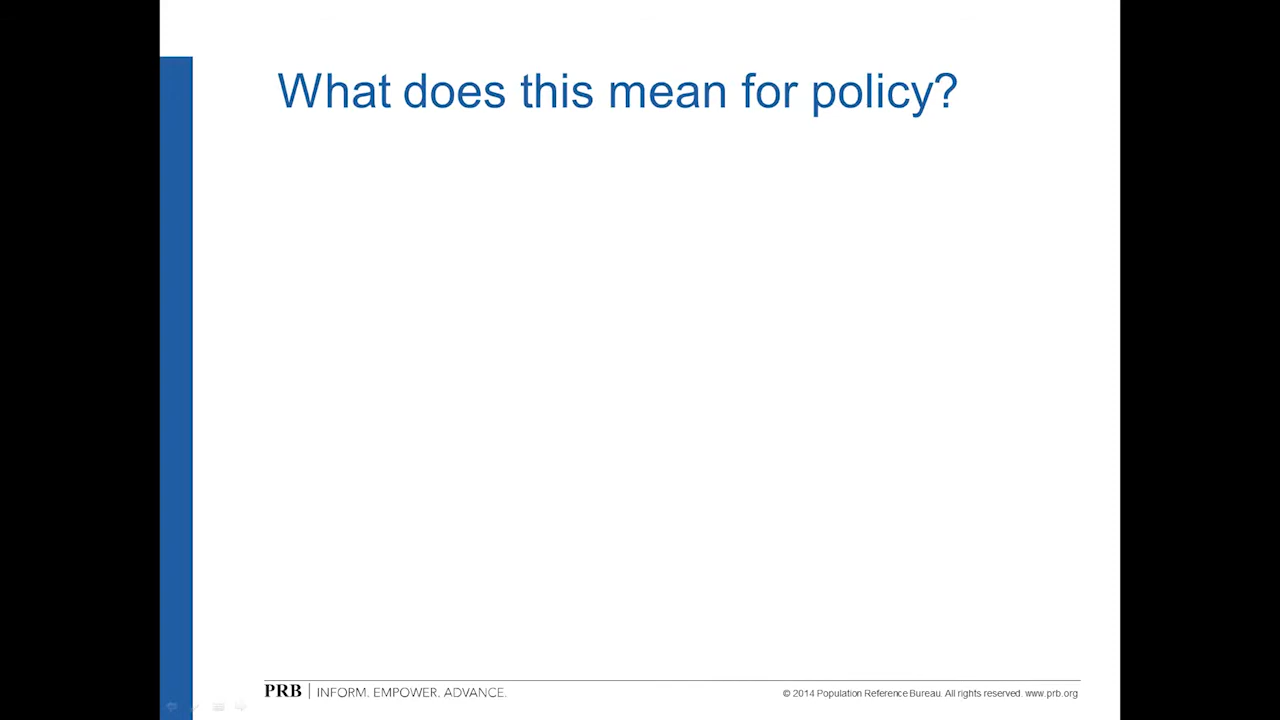 What does this mean for policy?
PRB | INFORM. EMPOWER. ADVANCE.
© 2014 Population Reference Bureau. All rights reserved. www.prb.org